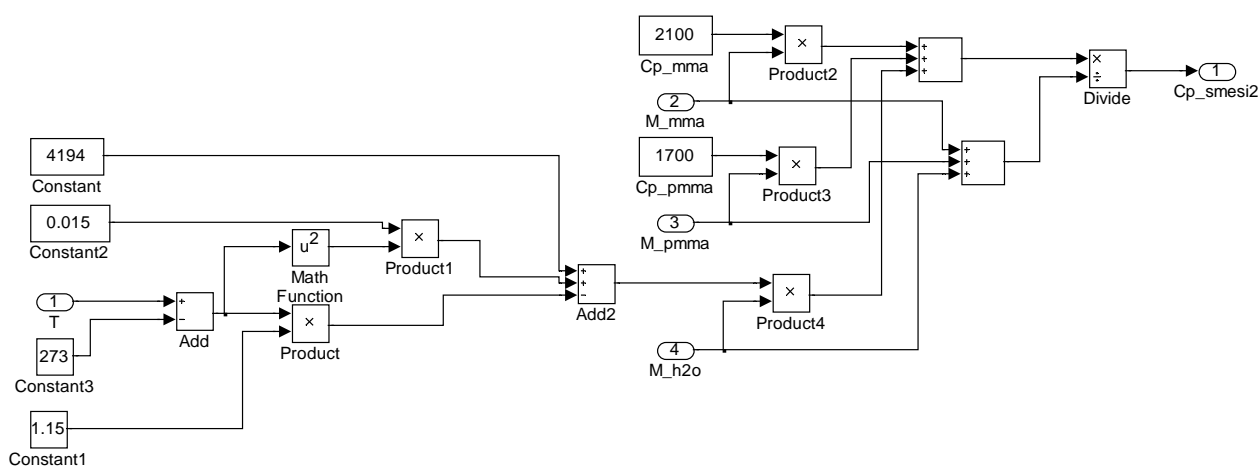 2100
Cp_mma
×
Product2
+
+
+
×
÷
Divide
1
Cp_smesi2
2
M_mma
4194
Constant
1700
Cp_pmma
×
Product3
+
+
+
0.015
Constant2
u²
Math
Function
×
Product1
3
M_pmma
1
T
+
−
Add
×
Product
+
+
−
Add2
×
Product4
273
Constant3
4
M_h2o
1.15
Constant1